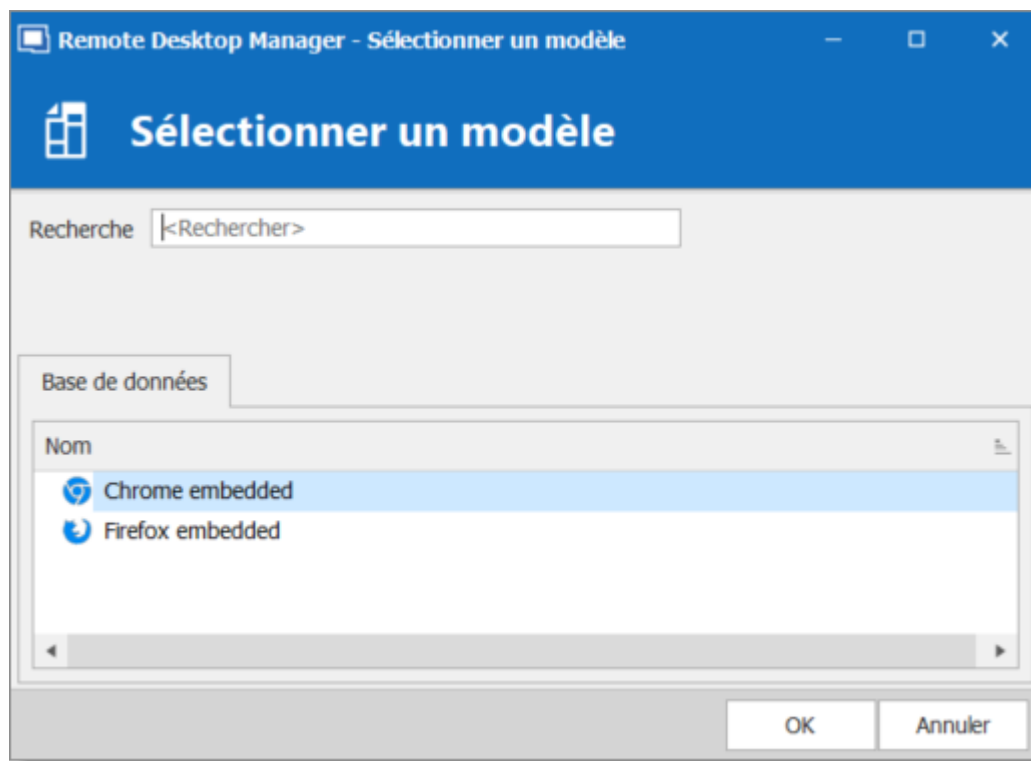 Remote Desktop Manager - Sélectionner un modèle
Sélectionner un modèle
Recherche <Rechercher>
Base de données
Nom
Chrome embedded
Firefox embedded
OK Annuler